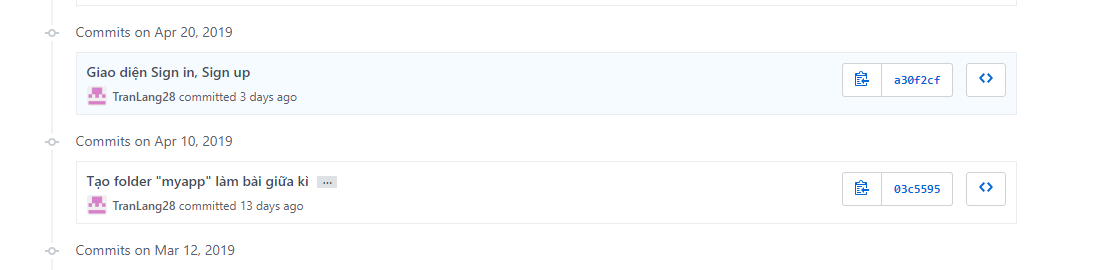 Commits on Apr 20, 2019
Giao diện Sign in, Sign up
a30f2cf
TranLang28 committed 3 days ago
Commits on Apr 10, 2019
Tạo folder "myapp" làm bài giữa kì ...
03c5595
TranLang28 committed 13 days ago
Commits on Mar 12, 2019